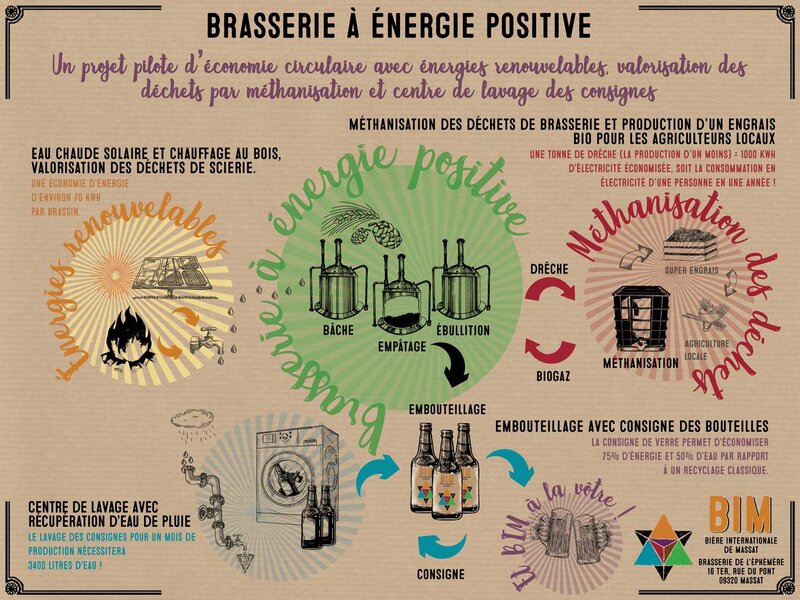 BRASSERIE À ÉNERGIE POSITIVE
Un projet pilote d'économie circulaire avec énergies renouvelables, valorisation des
déchets par méthanisation et centre de lavage des consignes
MÉTHANISATION DES DÉCHETS DE BRASSERIE ET PRODUCTION D'UN ENGRAIS
BIO POUR LES AGRICULTEURS LOCAUX
UNE TONNE DE DRÈCHE (LA PRODUCTION D'UN MOINS) = 1000 KWH
D'ÉLECTRICITÉ ÉCONOMISÉE, SOIT LA CONSOMMATION EN
ÉLECTRICITÉ D'UNE PERSONNE EN UNE ANNÉE !
EAU CHAUDE SOLAIRE ET CHAUFFAGE AU BOIS,
VALORISATION DES DÉCHETS DE SCIERIE.
UNE ÉCONOMIE D'ÉNERGIE
D'ENVIRON 70 KWH
PAR BRASSIN.
Énergies renouvelables
Brasserie à énergie positive
BÂCHE
EMPÂTAGE
ÉBULLITION
DRÊCHE
BIOGAZ
Méthanisation des déchets
SUPER ENGRAIS
AGRICULTURE
LOCALE
MÉTHANISATION
EMBOUTEILLAGE
EMBOUTEILLAGE AVEC CONSIGNE DES BOUTEILLES
LA CONSIGNE DE VERRE PERMET D'ÉCONOMISER
75% D'ÉNERGIE ET 50% D'EAU PAR RAPPORT
À UN RECYCLAGE CLASSIQUE.
CENTRE DE LAVAGE AVEC
RÉCUPÉRATION D'EAU DE PLUIE
LE LAVAGE DES CONSIGNES POUR UN MOIS DE
PRODUCTION NÉCESSITERA
3400 LITRES D'EAU !
BIM
BIM
BIM
CONSIGNE
Et BIM à la vôtre !
BIM
BIÈRE INTERNATIONALE
DE MASSAT
BRASSERIE DE L'ÉPHÉMÈRE
16 TER, RUE DU PONT
09320 MASSAT